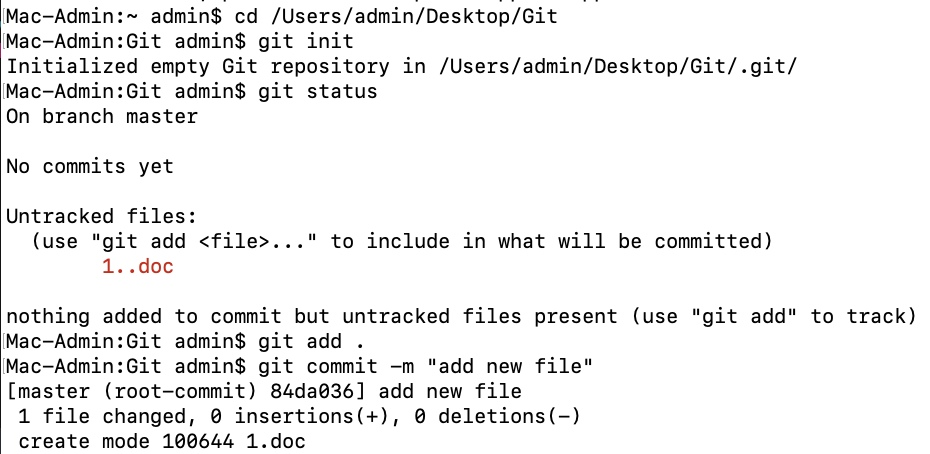 Mac-Admin:~ admin$ cd /Users/admin/Desktop/Git
Mac-Admin:Git admin$ git init
Initialized empty Git repository in /Users/admin/Desktop/Git/.git/
Mac-Admin:Git admin$ git status
On branch master
No commits yet
Untracked files:
  (use "git add <file>..." to include in what will be committed)
        1..doc
nothing added to commit but untracked files present (use "git add" to track)
Mac-Admin:Git admin$ git add .
Mac-Admin:Git admin$ git commit -m "add new file"
[master (root-commit) 84da036] add new file
 1 file changed, 0 insertions(+), 0 deletions(-)
 create mode 100644 1.doc